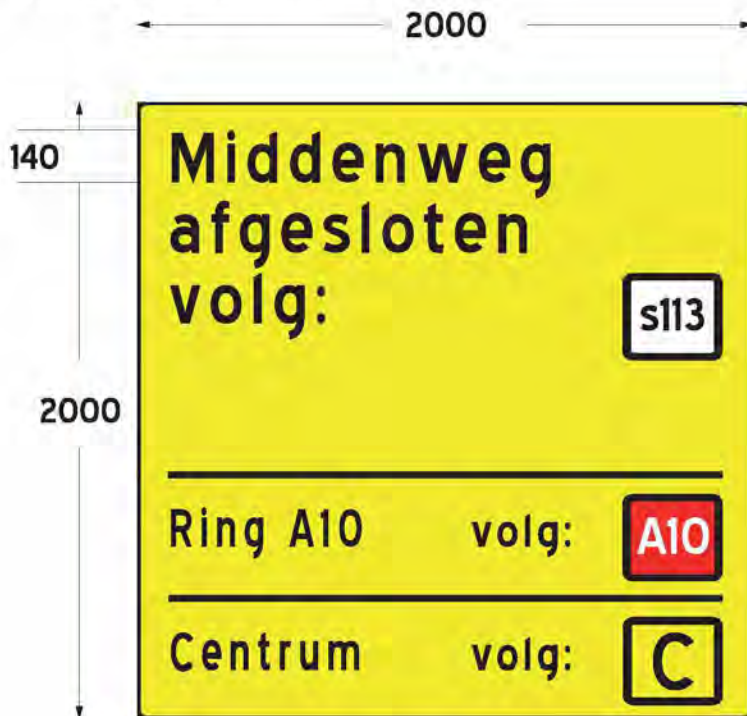 2000
140
Middenweg
afgesloten
volg:
s113
2000
Ring A10 volg: A10
Centrum volg: C